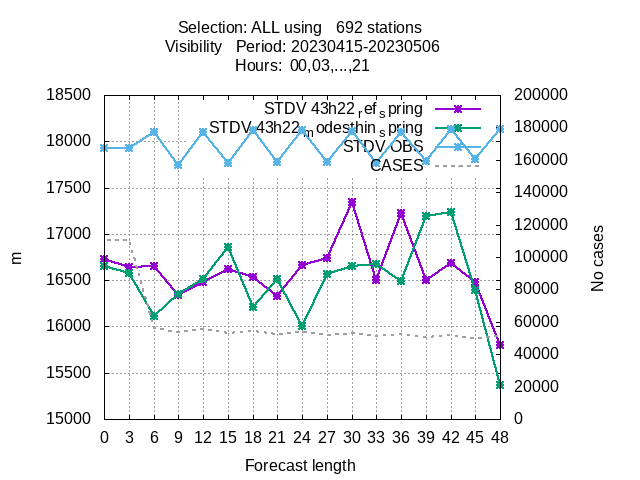 Selection: ALL using   692 stations
Visibility   Period: 20230415-20230506
Hours:  00,03,...,21
18500
18000
17500
17000
16500
16000
15500
15000
m
200000
180000
160000
140000
120000
100000
80000
60000
40000
20000
0
No cases
STDV 43h22refspring
STDV 43h22modesthinspring
STDV OBS
CASES
0 3 6 9 12 15 18 21 24 27 30 33 36 39 42 45 48
Forecast length